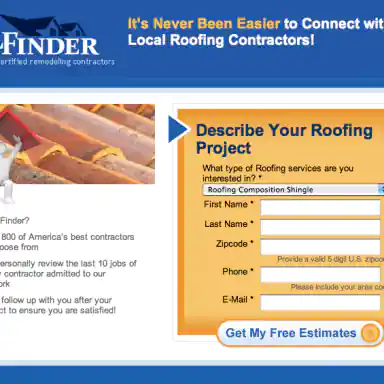 FINDER
ertified remodeling contractors
It's Never Been Easier to Connect wit
Local Roofing Contractors!
Finder?
800 of America's best contractors
oose from
ersonally review the last 10 jobs of
contractor admitted to our
ork
follow up with you after your
ct to ensure you are satisfied!
Describe Your Roofing
Project
What type of Roofing services are you
interested in? *
Roofing Composition Shingle
First Name *
Last Name *
Zipcode *
Provide a valid 5 digit U.S. zipcod
Phone *
Please include your area co
E-Mail *
Get My Free Estimates